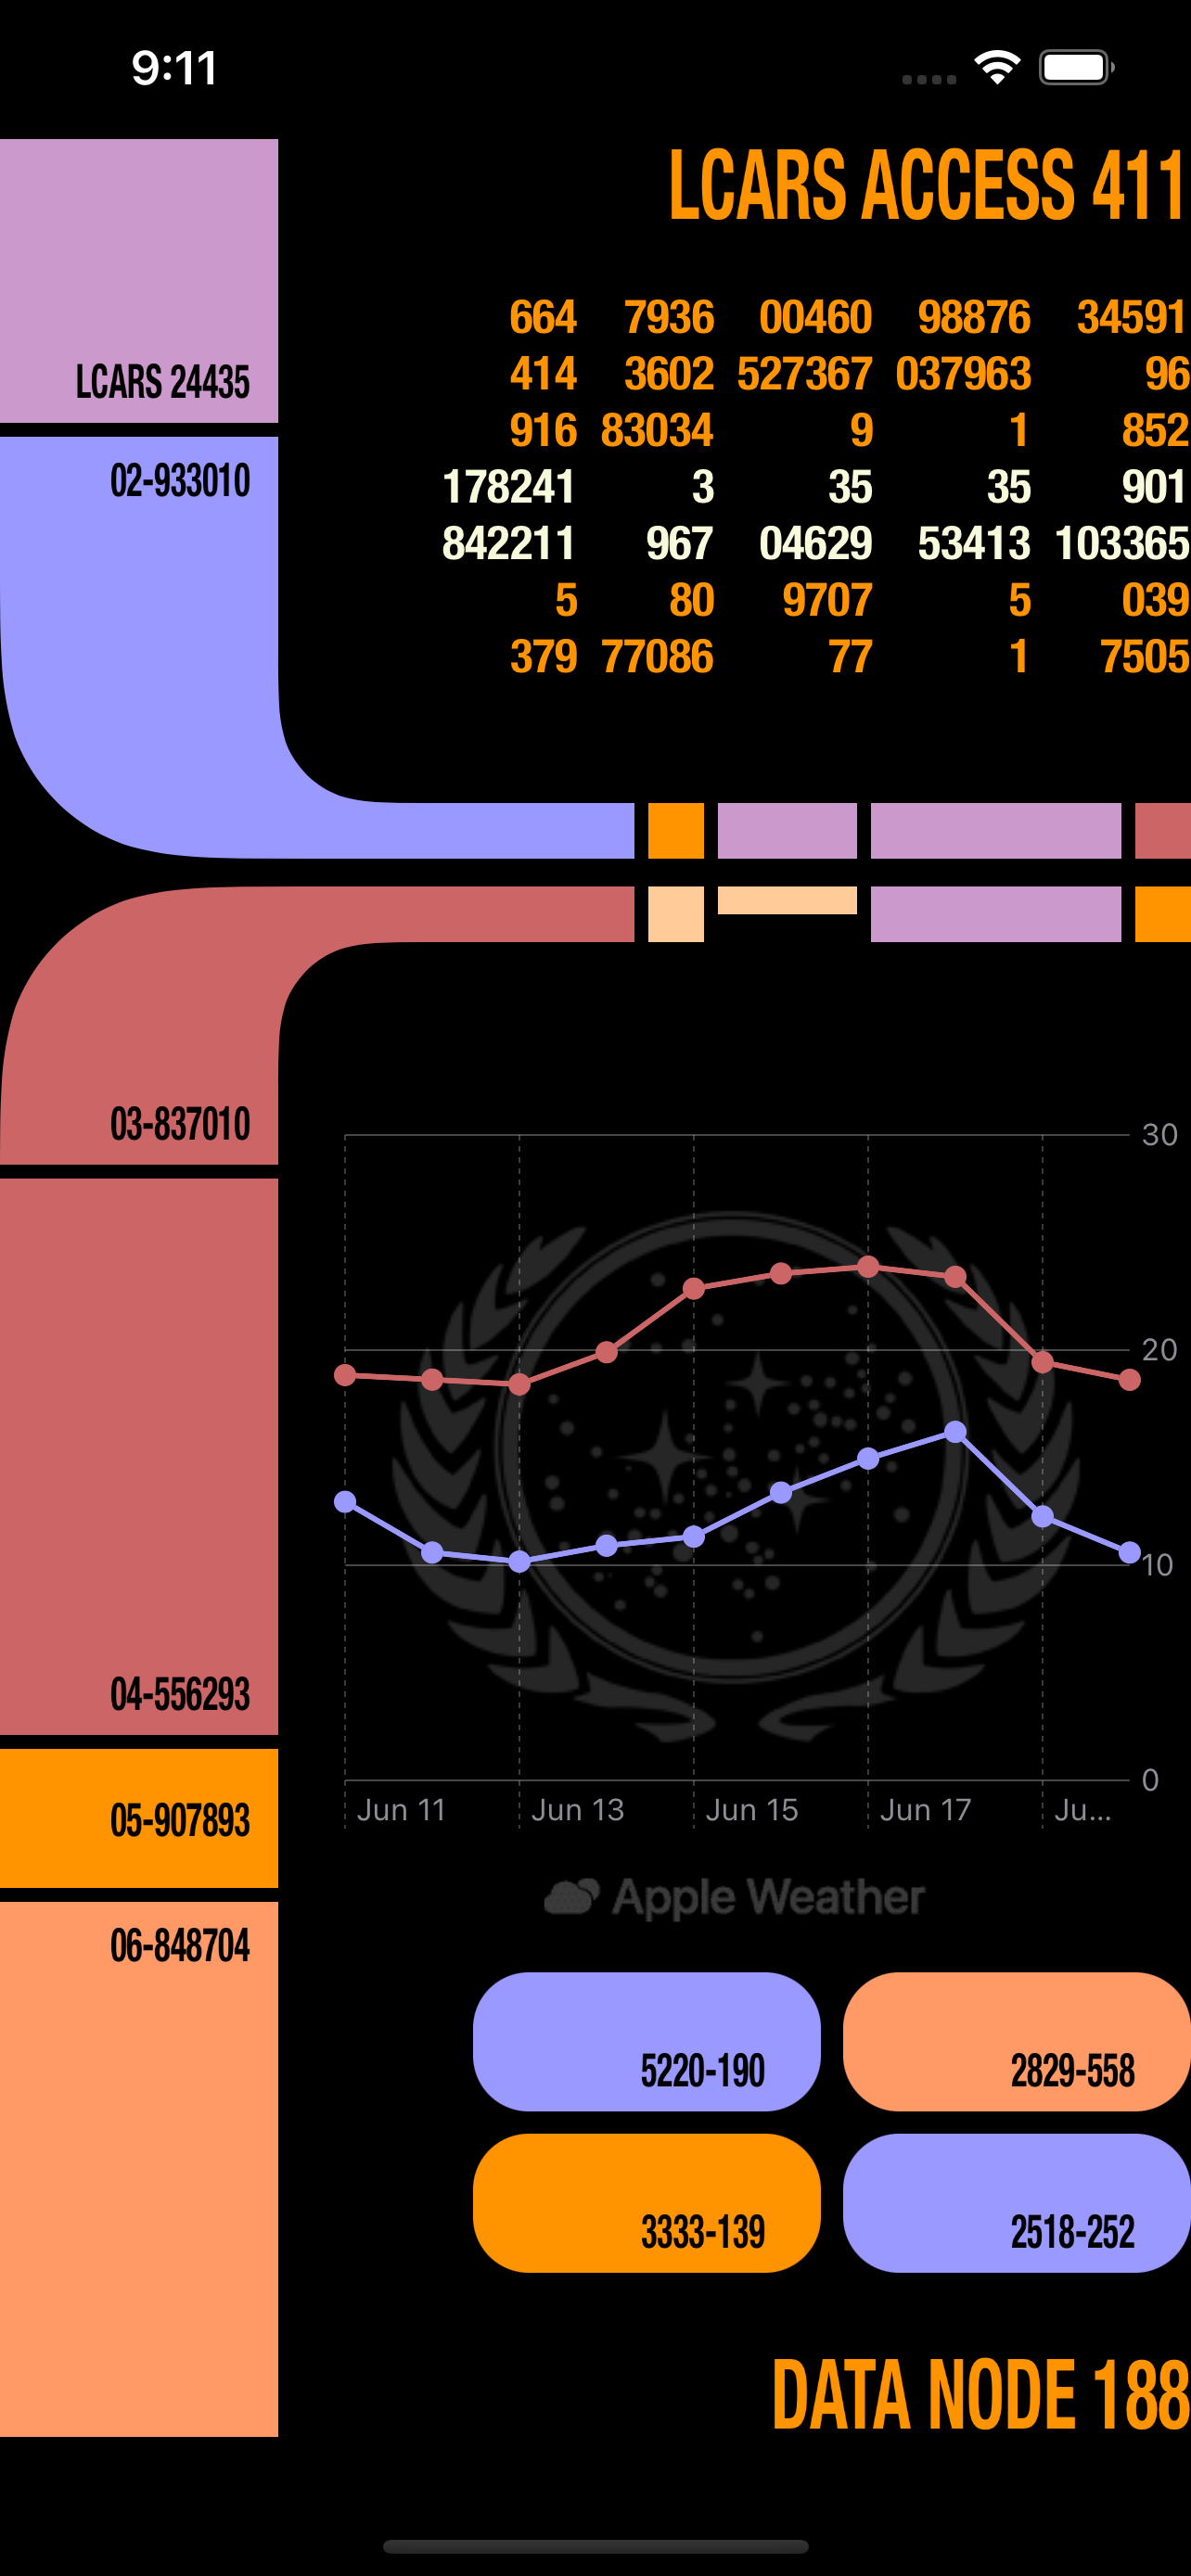 9:11
LCARS ACCESS 411
LCARS 24435
02-933010
664 7936 00460 98876 34591
414 3602 527367 037963 96
916 83034 9 1 852
178241 3 35 35 901
842211 967 04629 53413 103365
5 80 9707 5 039
379 77086 77 1 7505
03-837010
04-556293
05-907893
06-848704
30
20
10
0
Jun 11 Jun 13 Jun 15 Jun 17 Ju...
Apple Weather
5220-190 2829-558
3333-139 2518-252
DATA NODE 188